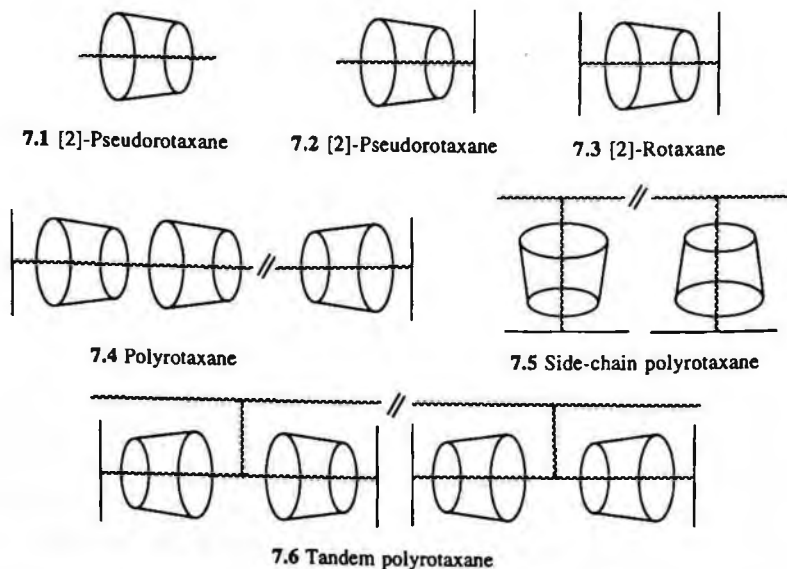 7.1 [2]-Pseudorotaxane
7.2 [2]-Pseudorotaxane
7.3 [2]-Rotaxane
7.4 Polyrotaxane
7.5 Side-chain polyrotaxane
7.6 Tandem polyrotaxane